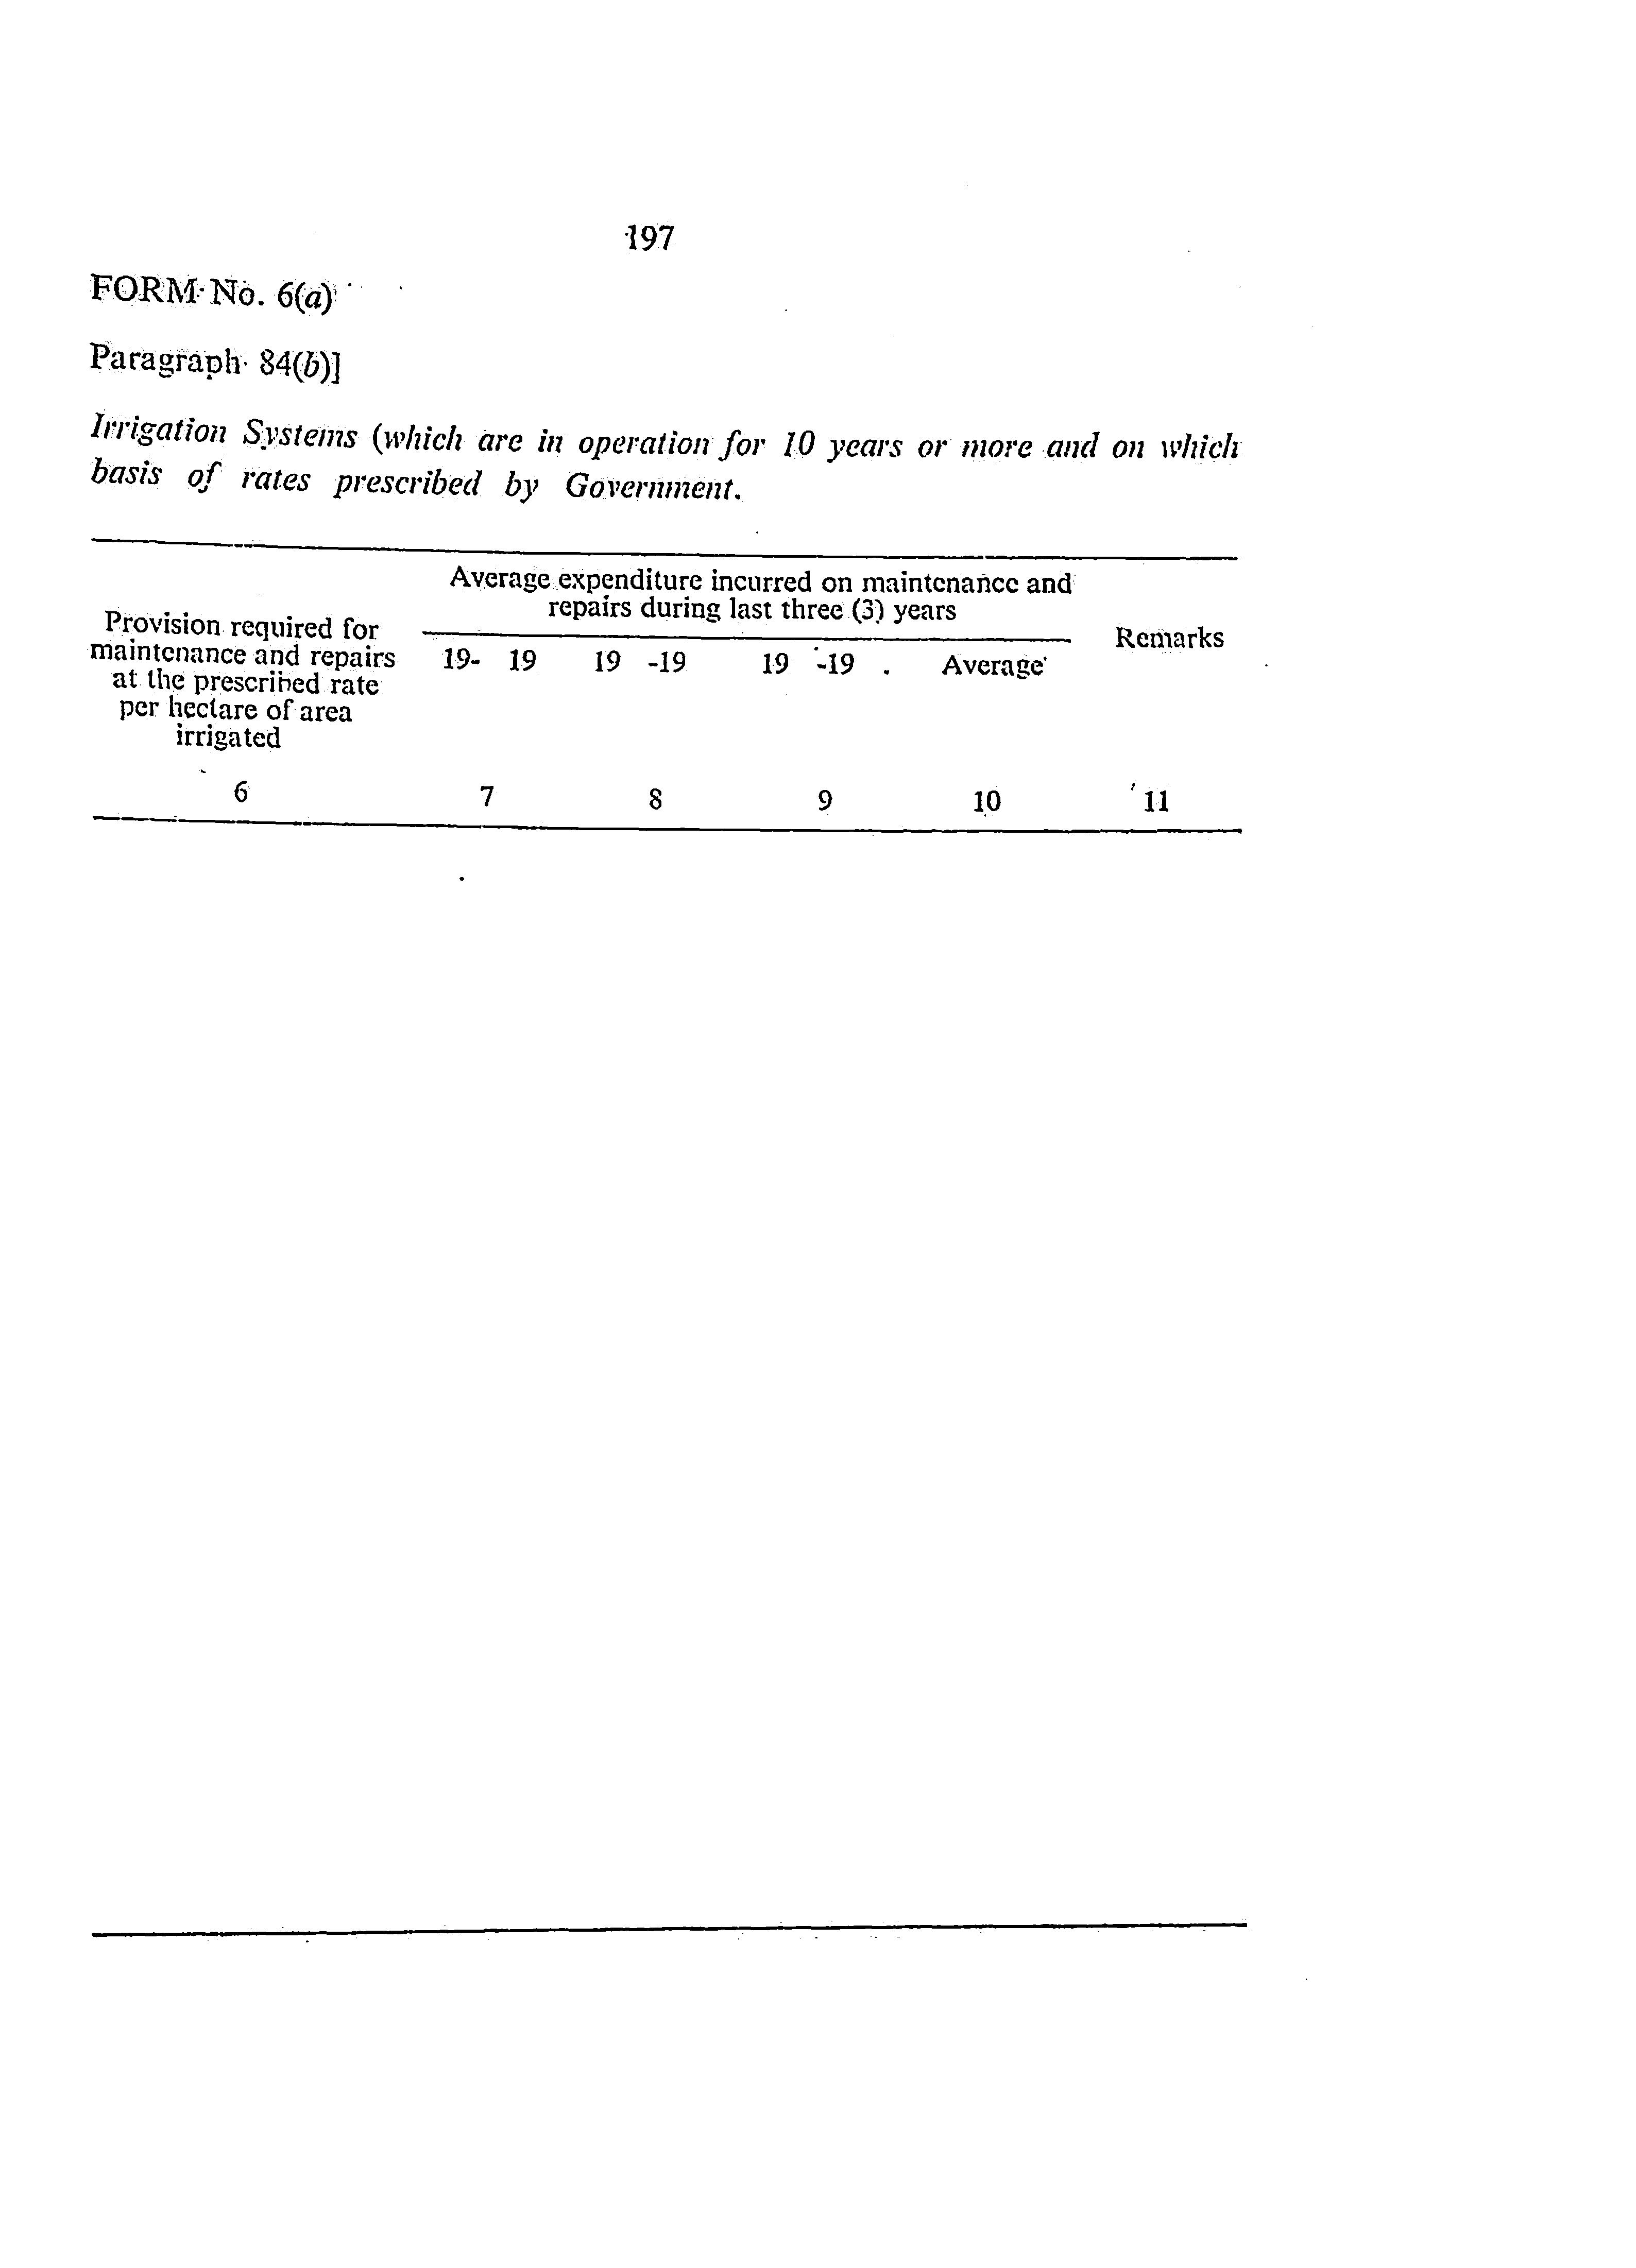 197
FORM No. 6(a)
Paragraph 84(b)]
Irrigation Systems (which are in operation for 10 years or more and on which
basis of rates prescribed by Government.
Average expenditure incurred on maintenance and
repairs during last three (3) years
Provision required for
maintenance and repairs
at the prescribed rate
per hectare of area
irrigated
19- 19 19 -19 19 -19 . Average
Remarks
6 7 8 9 10 11